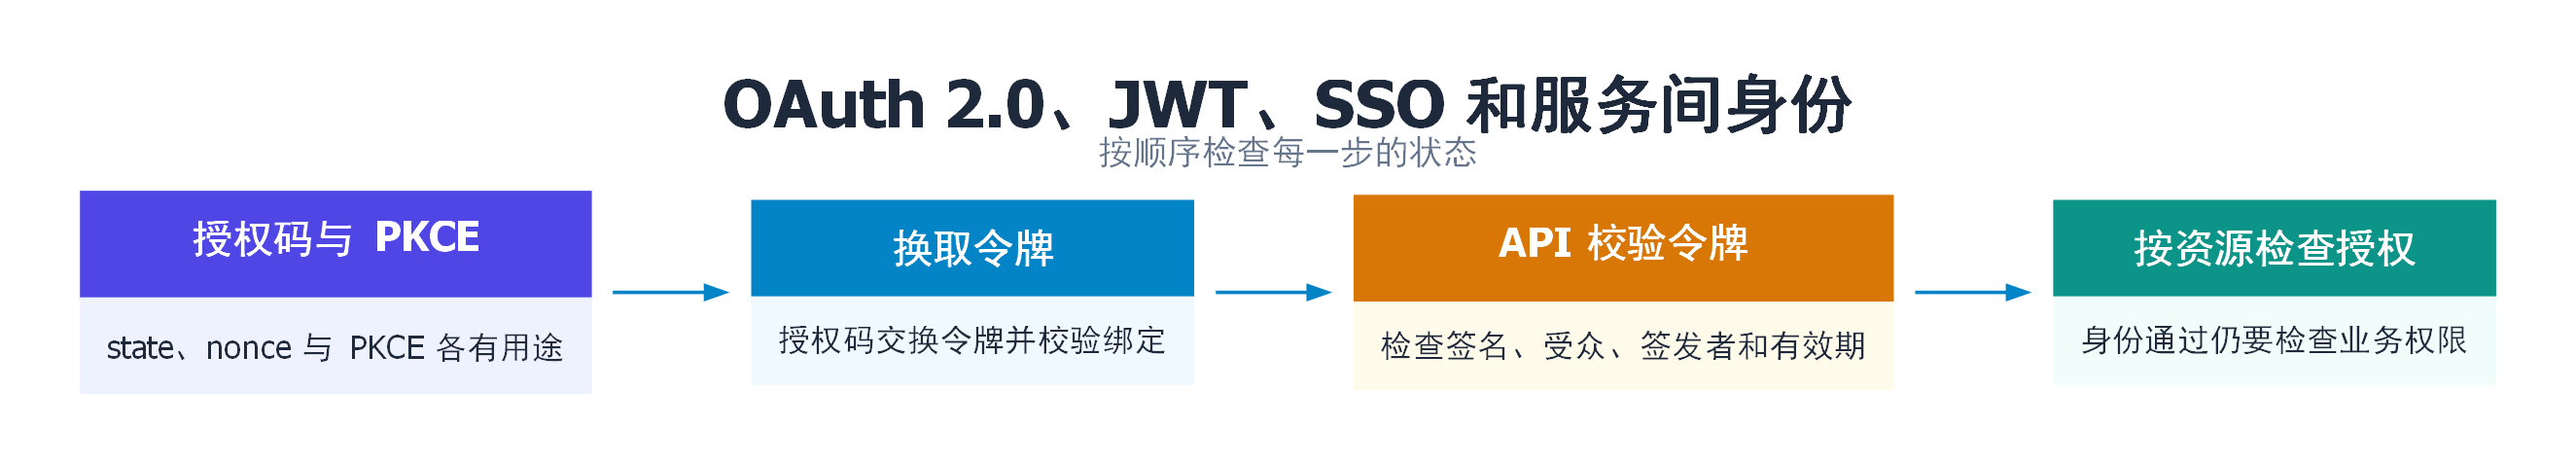 OAuth 2.0、JWT、SSO 和服务间身份
按顺序检查每一步的状态
授权码与 PKCE
state、nonce 与 PKCE 各有用途
换取令牌
授权码交换令牌并校验绑定
API 校验令牌
检查签名、受众、签发者和有效期
按资源检查授权
身份通过仍要检查业务权限